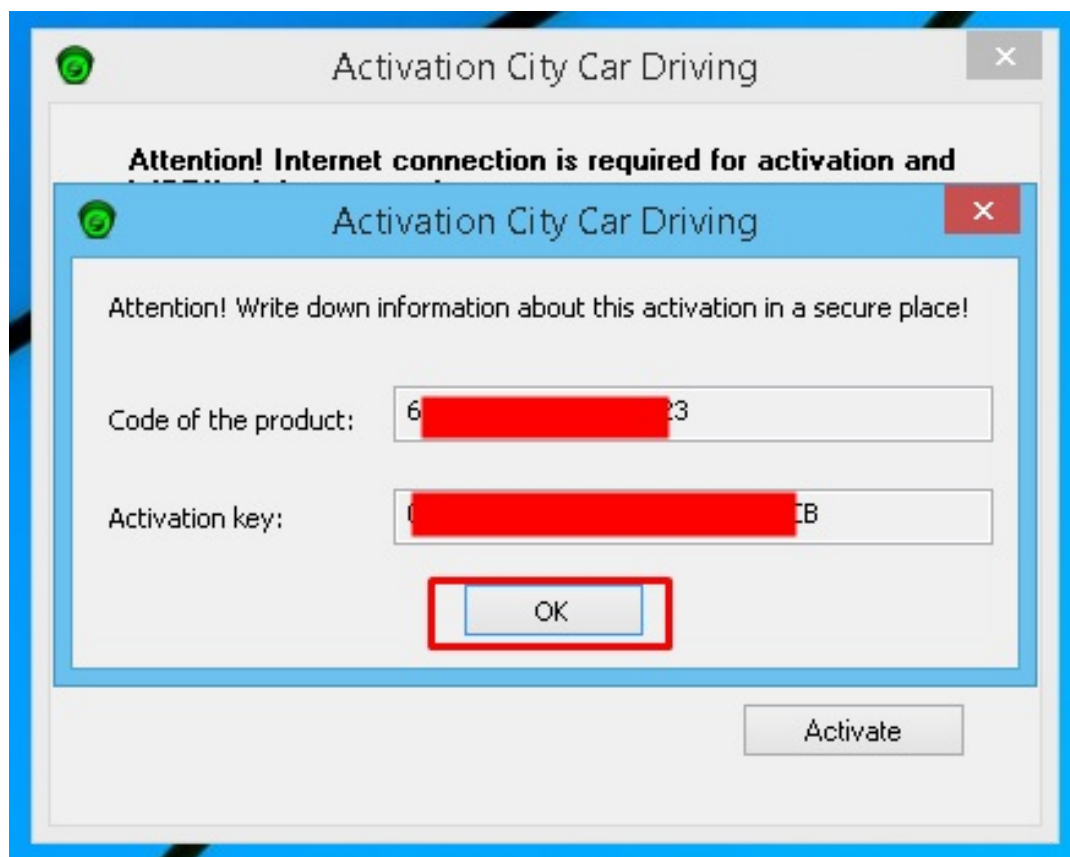 Activation City Car Driving
Attention! Internet connection is required for activation and
Activation City Car Driving
Attention! Write down information about this activation in a secure place!
Code of the product:
6 23
Activation key:
B
OK
Activate